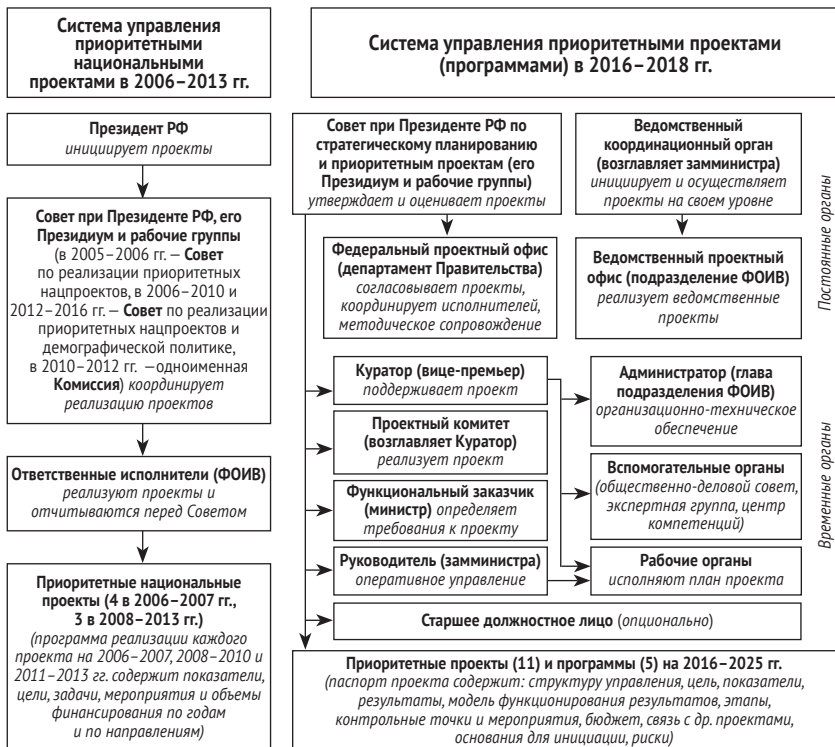 Система управления
приоритетными
национальными
проектами в 2006–2013 гг.
Президент РФ
инициирует проекты
Совет при Президенте РФ, его
Президиум и рабочие группы
(в 2005–2006 гг. — Совет
по реализации приоритетных
нацпроектов, в 2006–2010 и
2012–2016 гг. — Совет по реализации
приоритетных нацпроектов и
демографической политике,
в 2010–2012 гг. —одноименная
Комиссия) координирует
реализацию проектов
Ответственные исполнители (ФОИВ)
реализуют проекты и
отчитываются перед Советом
Приоритетные национальные
проекты (4 в 2006–2007 гг.,
3 в 2008–2013 гг.)
(программа реализации каждого
проекта на 2006–2007, 2008–2010 и
2011–2013 гг. содержит показатели,
цели, задачи, мероприятия и объемы
финансирования по годам
и по направлениям)
Система управления приоритетными проектами
(программами) в 2016–2018 гг.
Совет при Президенте РФ по
стратегическому планированию
и приоритетным проектам (его
Президиум и рабочие группы)
утверждает и оценивает проекты
Ведомственный
координационный орган
(возглавляет замминистра)
инициирует и осуществляет
проекты на своем уровне
Федеральный проектный офис
(департамент Правительства)
согласовывает проекты,
координирует исполнителей,
методическое сопровождение
Ведомственный проектный
офис (подразделение ФОИВ)
реализует ведомственные
проекты
Постоянные органы
Куратор (вице-премьер)
поддерживает проект
Проектный комитет
(возглавляет Куратор)
реализует проект
Функциональный заказчик
(министр) определяет
требования к проекту
Руководитель (замминистра)
оперативное управление
Администратор (глава
подразделения ФОИВ)
организационно-техническое
обеспечение
Вспомогательные органы
(общественно-деловой совет,
экспертная группа, центр
компетенций)
Рабочие органы
исполняют план проекта
Старшее должностное лицо (опционально)
Временные органы
Приоритетные проекты (11) и программы (5) на 2016–2025 гг.
(паспорт проекта содержит: структуру управления, цель, показатели,
результаты, модель функционирования результатов, этапы,
контрольные точки и мероприятия, бюджет, связь с др. проектами,
основания для инициации, риски)